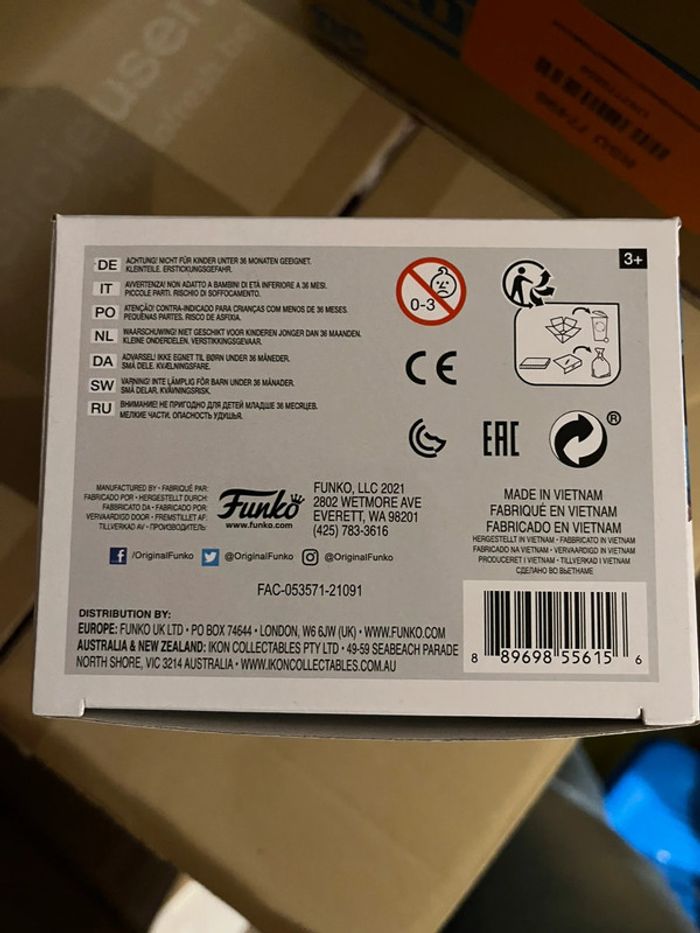 DE ACHTUNG! NICHT FÜR KINDER UNTER 36 MONATEN GEEIGNET.
KLEINTEILE. ERSTICKUNGSGEFAHR.
IT AVVERTENZA! NON ADATTO A BAMBINI DI ETÀ INFERIORE A 36 MESI.
PICCOLE PARTI. RISCHIO DI SOFFOCAMENTO.
PO ATENÇÃO! CONTRA-INDICADO PARA CRIANÇAS COM MENOS DE 36 MESES.
PEQUENAS PARTES. RISCO DE ASFIXIA.
NL WAARSCHUWING! NIET GESCHIKT VOOR KINDEREN JONGER DAN 36 MAANDEN.
KLEINE ONDERDELEN. VERSTIKKINGSGEVAAR.
DA ADVARSEL! IKKE EGNET TIL BØRN UNDER 36 MÅNEDER.
SMÅ DELE. KVÆLNINGSFARE.
SW VARNING! INTE LÄMPLIG FÖR BARN UNDER 36 MÅNADER.
SMÅ DELAR. KVÄVNINGSRISK.
RU ВНИМАНИЕ! НЕ ПРИГОДНО ДЛЯ ДЕТЕЙ МЛАДШЕ 36 МЕСЯЦЕВ.
МЕЛКИЕ ЧАСТИ. ОПАСНОСТЬ УДУШЬЯ.
0-3
3+
CE
EAC
®
MANUFACTURED BY • FABRIQUÉ PAR:
FABRICADO POR • HERGESTELLT DURCH:
FABBRICATO DA • FABRICADO POR:
VERVAARDIGD DOOR • FREMSTILLET AF:
TILLVERKAD AV • ПРОИЗВОДИТЕЛЬ:
Funko
www.funko.com
FUNKO, LLC 2021
2802 WETMORE AVE
EVERETT, WA 98201
(425) 783-3616
/OriginalFunko @OriginalFunko @OriginalFunko
FAC-053571-21091
MADE IN VIETNAM
FABRIQUÉ EN VIETNAM
FABRICADO EN VIETNAM
HERGESTELLT IN VIETNAM • FABBRICATO IN VIETNAM
FABRICADO NA VIETNAM • VERVAARDIGD IN VIETNAM
PRODUCERET I VIETNAM • TILLVERKAD I VIETNAM
СДЕЛАНО ВО ВЬЕТНАМЕ
DISTRIBUTION BY:
EUROPE: FUNKO UK LTD • PO BOX 74644 • LONDON, W6 6JW (UK) • WWW.FUNKO.COM
AUSTRALIA & NEW ZEALAND: IKON COLLECTABLES PTY LTD • 49-59 SEABEACH PARADE
NORTH SHORE, VIC 3214 AUSTRALIA • WWW.IKONCOLLECTABLES.COM.AU
8 89698 55615 6